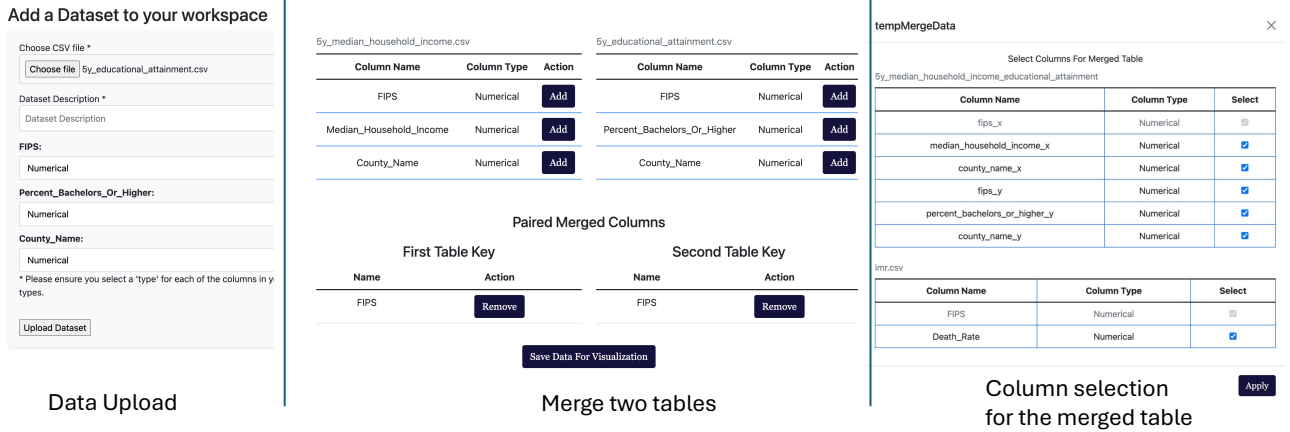 Add a Dataset to your workspace
Choose CSV file *
Choose file 5y_educational_attainment.csv
Dataset Description *
Dataset Description
FIPS:
Numerical
Percent_Bachelors_Or_Higher:
Numerical
County_Name:
Numerical
* Please ensure you select a 'type' for each of the columns in
types.
Upload Dataset
Data Upload
5y_median_household_income.csv
Column Name Column Type Action
FIPS Numerical Add
Median_Household_Income Numerical Add
County_Name Numerical Add
5y_educational_attainment.csv
Column Name Column Type Action
FIPS Numerical Add
Percent_Bachelors_Or_Higher Numerical Add
County_Name Numerical Add
Paired Merged Columns
First Table Key
Name Action
FIPS Remove
Second Table Key
Name Action
FIPS Remove
Save Data For Visualization
Merge two tables
tempMergeData
Select Columns For Merged Table
5y_median_household_income_educational_attainment
Column Name Column Type Select
fips_x Numerical
median_household_income_x Numerical
county_name_x Numerical
fips_y Numerical
percent_bachelors_or_higher_y Numerical
county_name_y Numerical
imr.csv
Column Name Column Type Select
FIPS Numerical
Death_Rate Numerical
Apply
Column selection
for the merged table